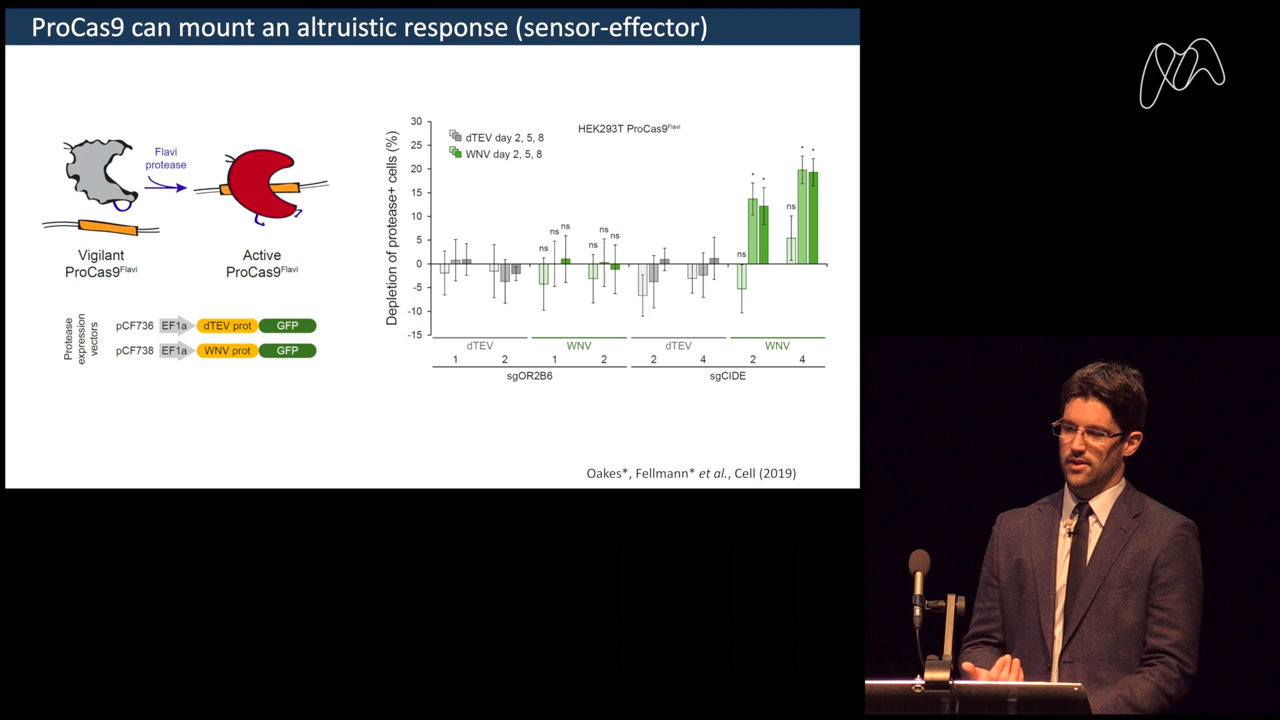 ProCas9 can mount an altruistic response (sensor-effector)
Flavi
protease
Vigilant
ProCas9Flavi
Active
ProCas9Flavi
Protease
expression
vectors
pCF736 EF1a dTEV prot GFP
pCF738 EF1a WNV prot GFP
Depletion of protease+ cells (%)
30
25
20
15
10
5
0
-5
-10
-15
dTEV day 2, 5, 8
WNV day 2, 5, 8
HEK293T ProCas9Flavi
ns ns ns
ns ns ns
ns * *
ns * *
dTEV WNV dTEV WNV
1 2 1 2 2 4 2 4
sgOR2B6 sgCIDE
Oakes*, Fellmann* et al., Cell (2019)